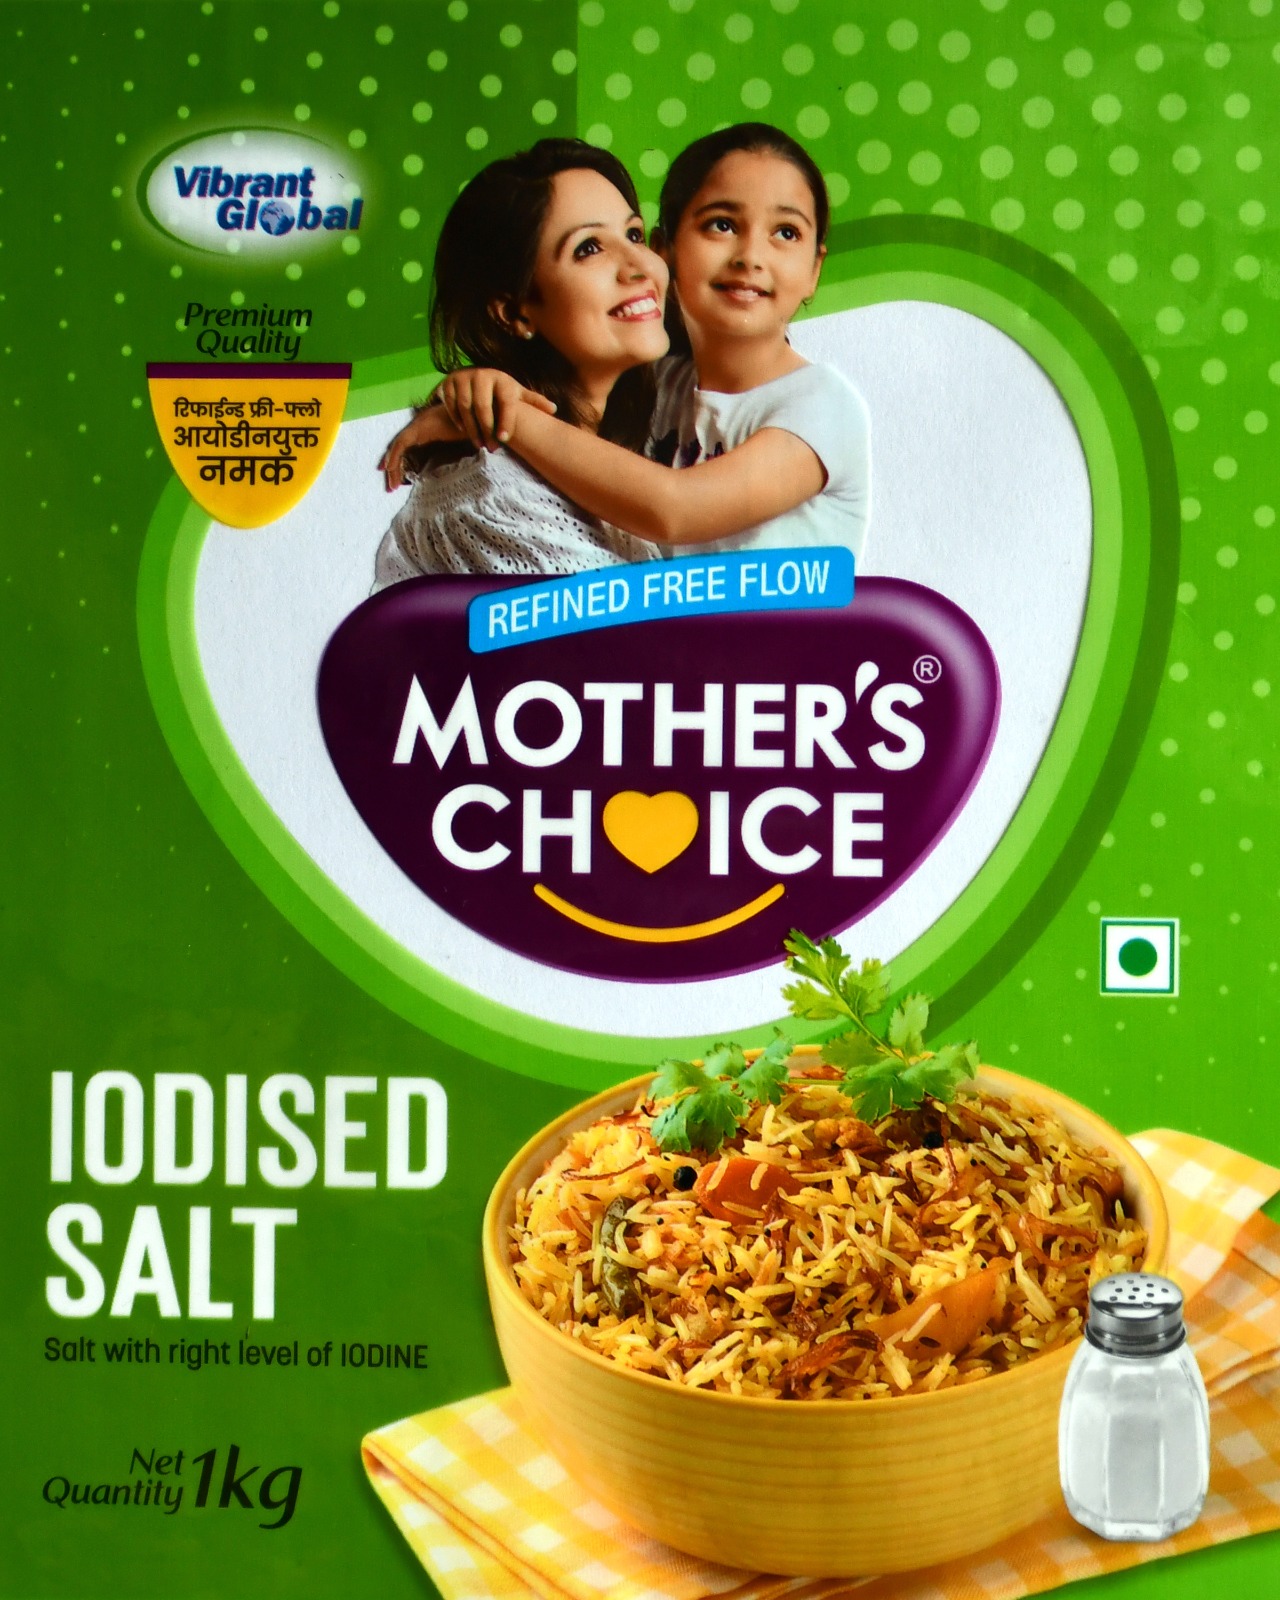 Vibrant
Global
Premium
Quality
रिफाईन्ड फ्री-फ्लो
आयोडीनयुक्त
नमक
REFINED FREE FLOW
MOTHER'S ®
CHOICE
IODISED
SALT
Salt with right level of IODINE
Net
Quantity 1kg